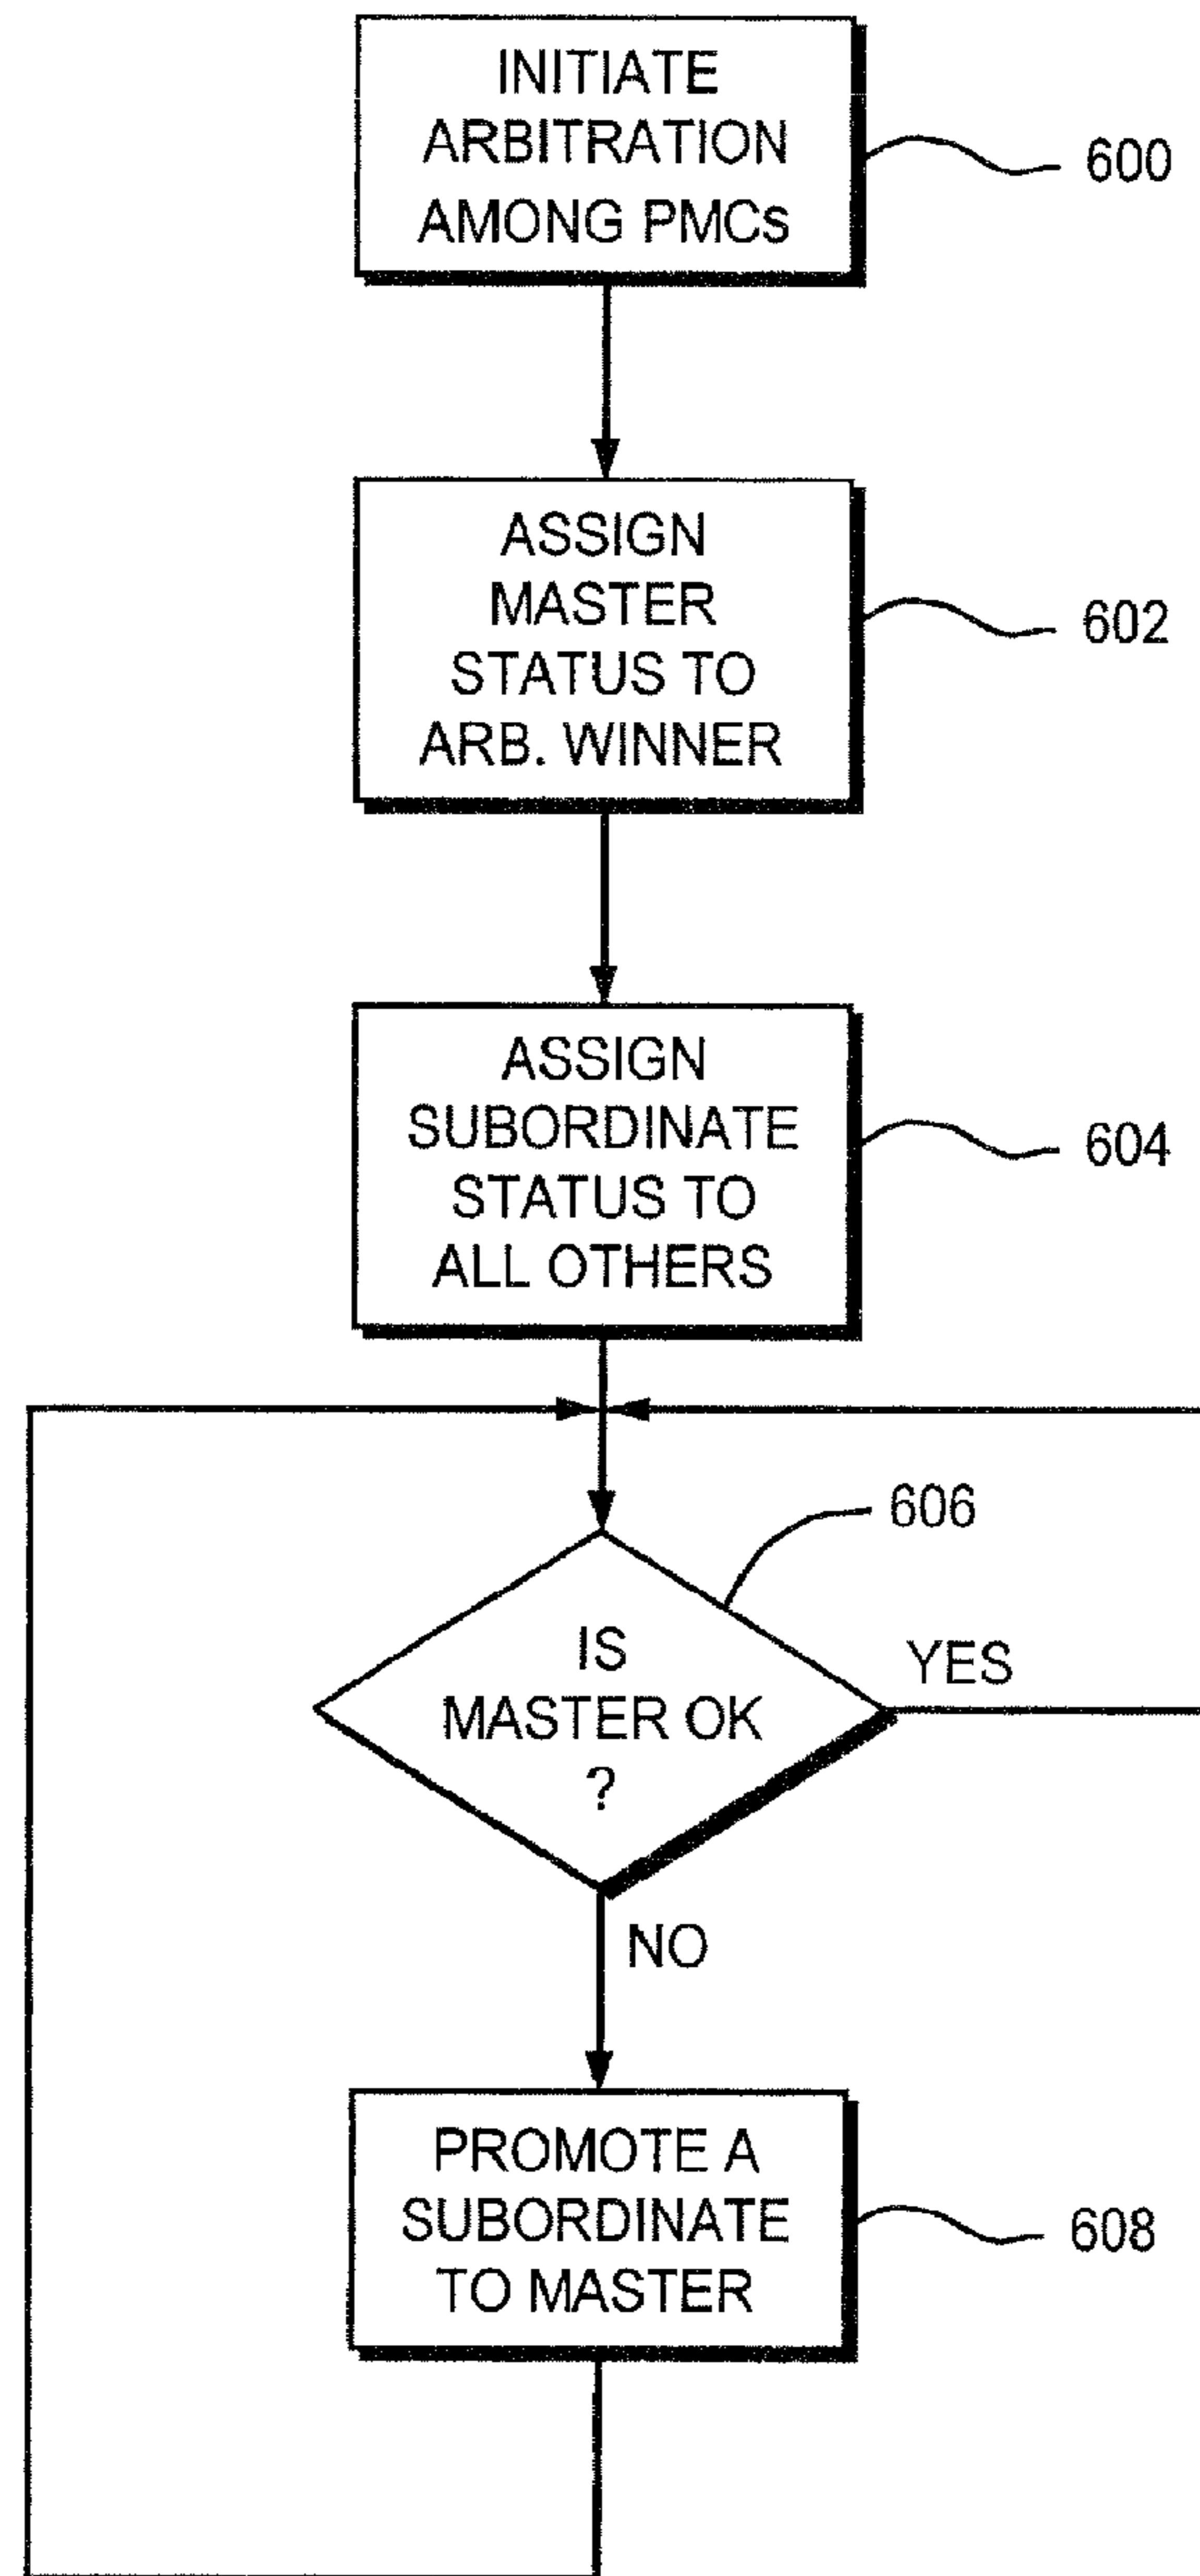 INITIATE
ARBITRATION
AMONG PMCs
600
ASSIGN
MASTER
STATUS TO
ARB. WINNER
602
ASSIGN
SUBORDINATE
STATUS TO
ALL OTHERS
604
606
IS
MASTER OK
?
YES
NO
PROMOTE A
SUBORDINATE
TO MASTER
608